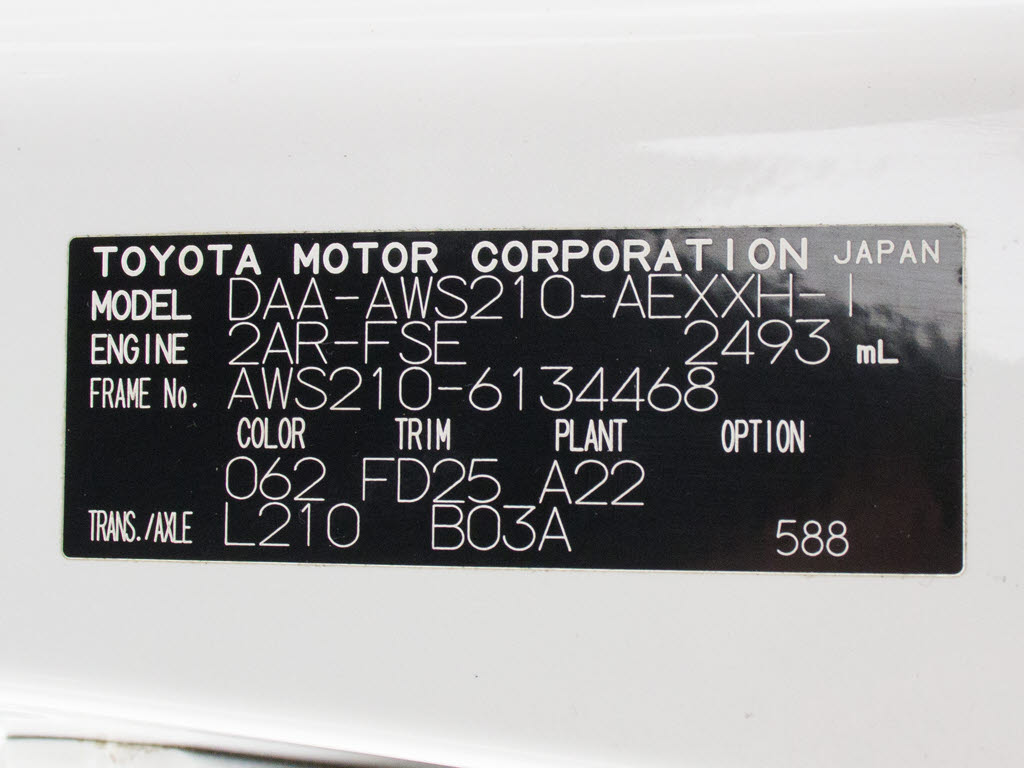 TOYOTA MOTOR CORPORATION JAPAN
MODEL DAA-AWS210-AEXXH-I
ENGINE 2AR-FSE 2493 mL
FRAME No. AWS210-6134468
COLOR TRIM PLANT OPTION
062 FD25 A22
TRANS./AXLE L210 B03A 588